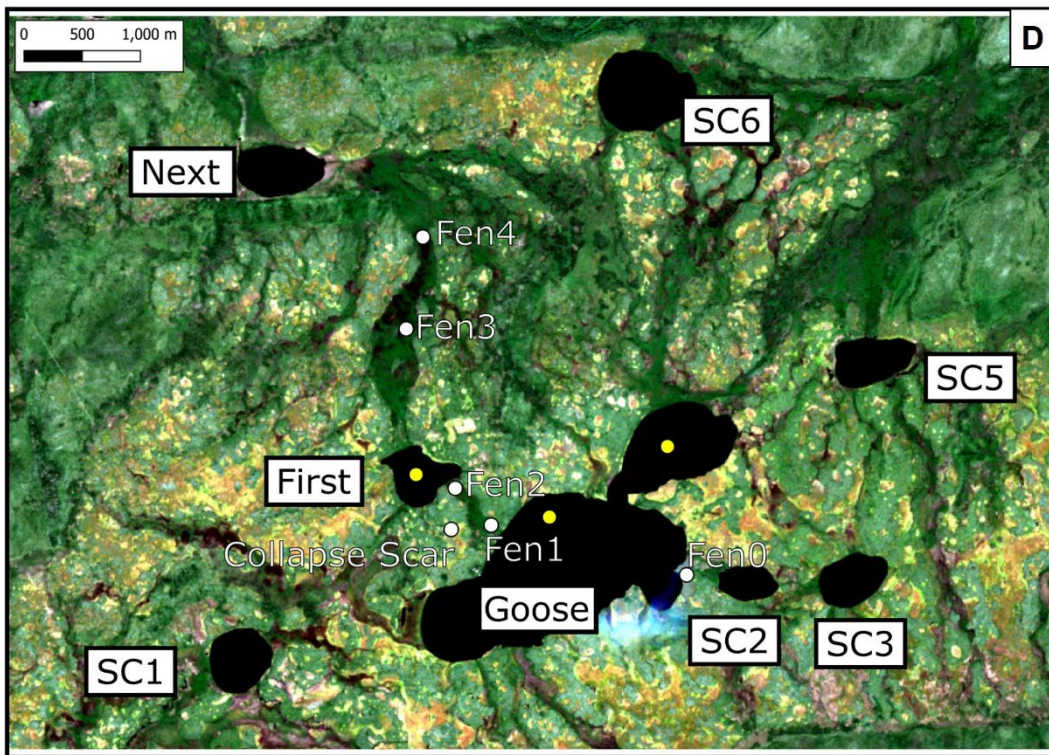 0 500 1,000 m
D
SC6
Next
Fen4
Fen3
SC5
First
Fen2
Collapse Scar
Fen1
Fen0
Goose
SC2
SC3
SC1